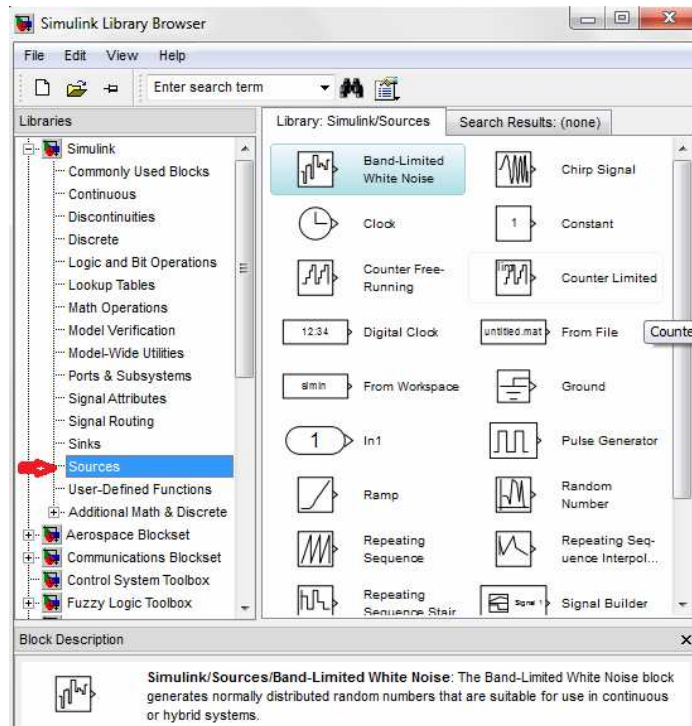 Simulink Library Browser
File Edit View Help
Enter search term
Libraries
Library: Simulink/Sources
Search Results: (none)
Simulink
Commonly Used Blocks
Continuous
Discontinuities
Discrete
Logic and Bit Operations
Lookup Tables
Math Operations
Model Verification
Model-Wide Utilities
Ports & Subsystems
Signal Attributes
Signal Routing
Sinks
Sources
User-Defined Functions
Additional Math & Discrete
Aerospace Blockset
Communications Blockset
Control System Toolbox
Fuzzy Logic Toolbox
Band-Limited
White Noise
Chirp Signal
Clock
1
Constant
Counter Free-
Running
Counter Limited
12:34
Digital Clock
untitled.mat
From File
Counte
simin
From Workspace
Ground
1
In1
Pulse Generator
Ramp
Random
Number
Repeating
Sequence
Repeating Seq-
uence Interpol...
Repeating
Sequence Stair
Signal 1
Signal Builder
Block Description
Simulink/Sources/Band-Limited White Noise: The Band-Limited White Noise block
generates normally distributed random numbers that are suitable for use in continuous
or hybrid systems.